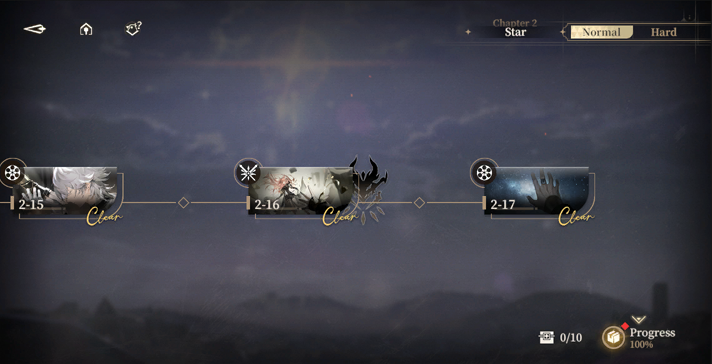 Chapter 2
Star
Normal
Hard
2-15
Clear
2-16
Clear
2-17
Clear
0/10
Progress
100%